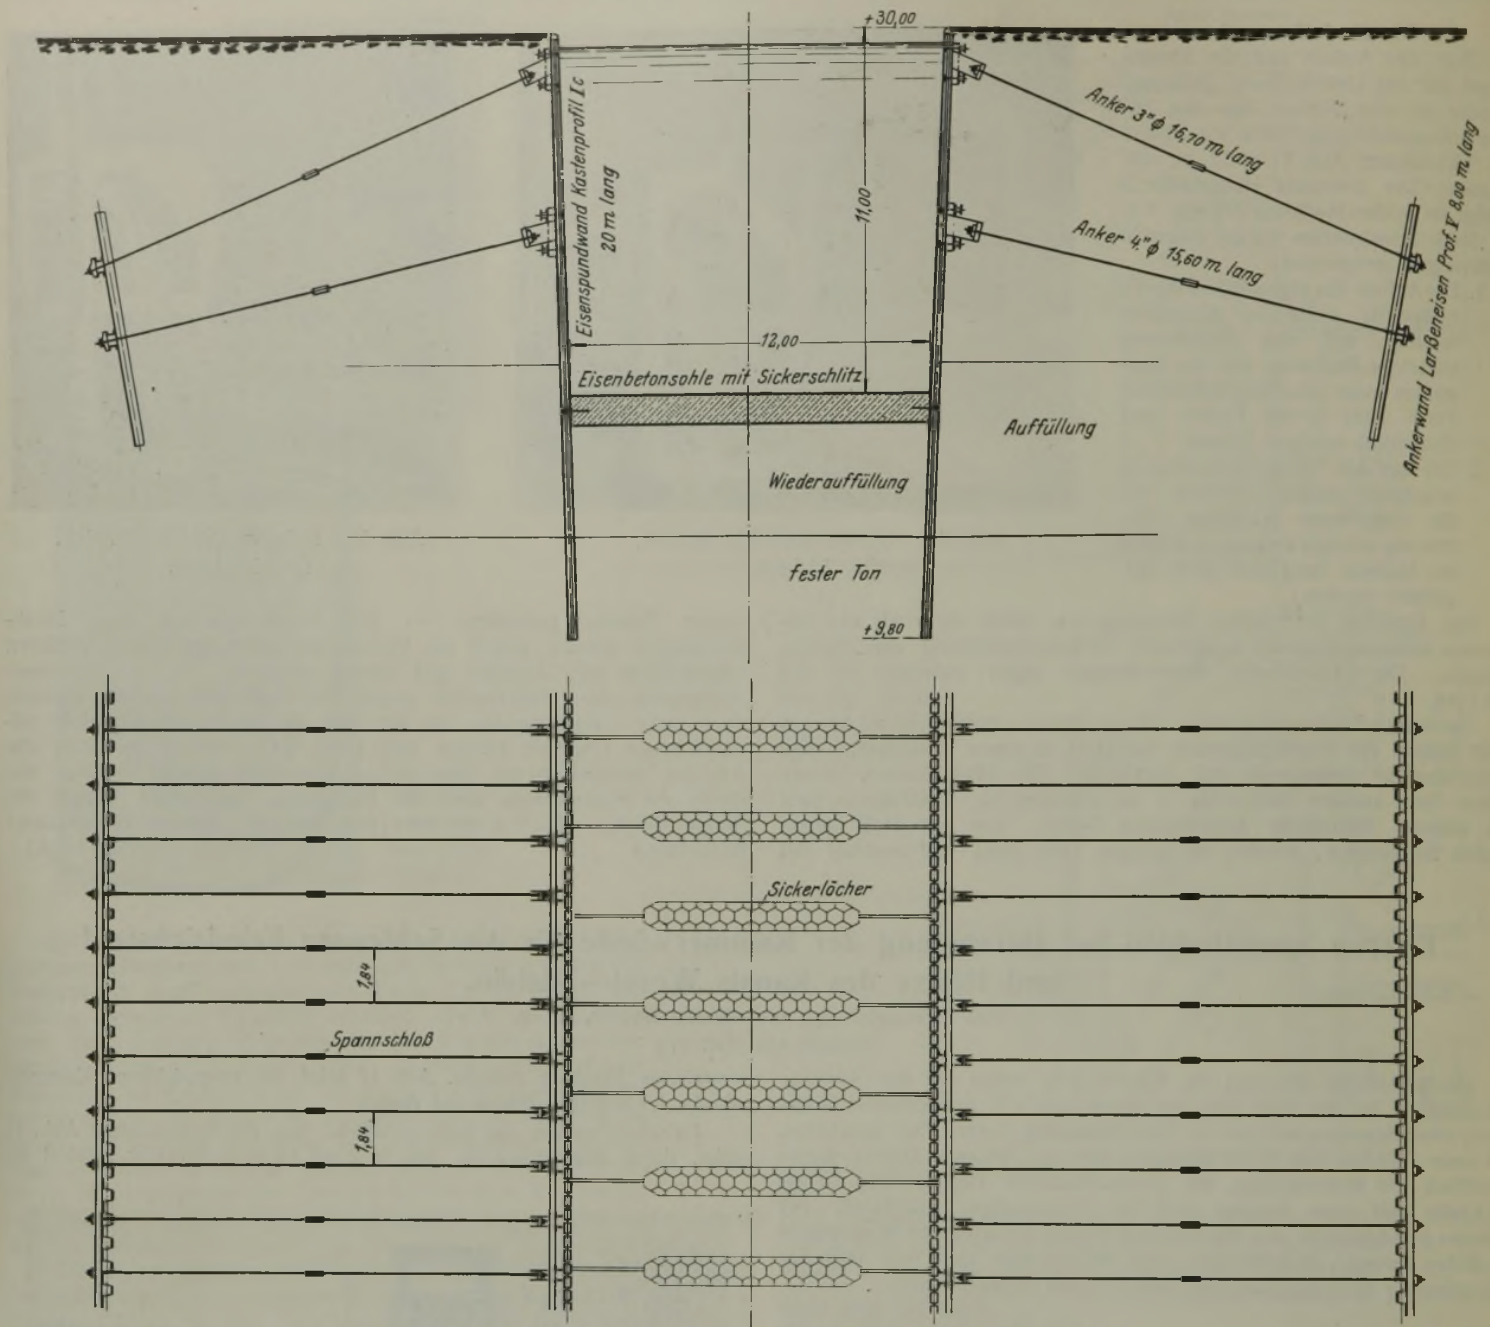 +30,00
Eisenspundwand Kastenprofil Ic
20 m lang
11,00
Anker 3"ϕ 16,70 m lang
Anker 4"ϕ 15,60 m lang
Ankerwand Larßeneisen Prof. V 8,00 m lang
12,00
Eisenbetonsohle mit Sickerschlitz
Auffüllung
Wiederauffüllung
fester Ton
+9,80
Sickerlöcher
1,84
Spannschloß
1,84